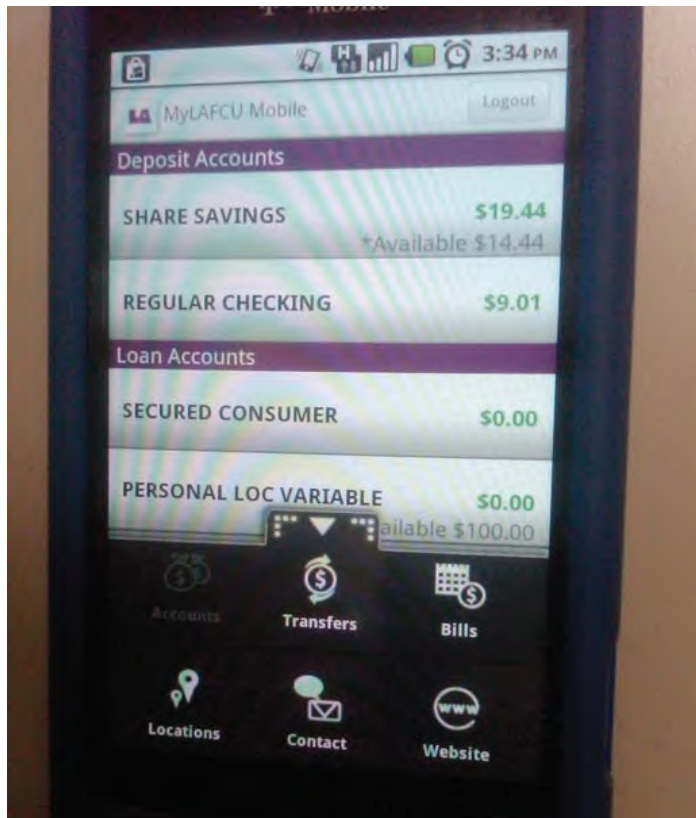 Mobile
3:34 PM
LA MyLAFCU Mobile Logout
Deposit Accounts
SHARE SAVINGS $19.44
*Available $14.44
REGULAR CHECKING $9.01
Loan Accounts
SECURED CONSUMER $0.00
PERSONAL LOC VARIABLE $0.00
ailable $100.00
Accounts Transfers Bills
Locations Contact Website